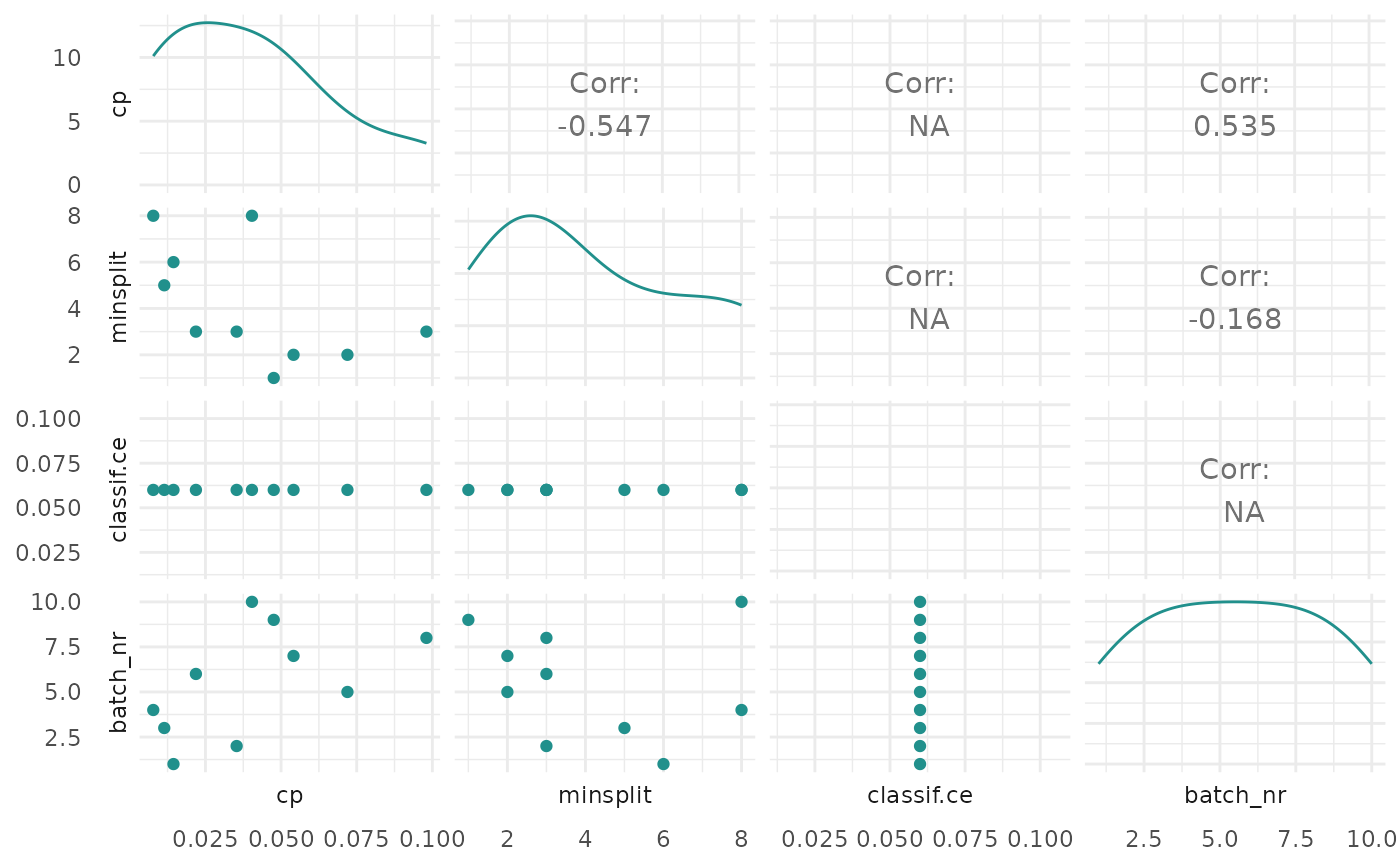 10
5
0
cp
Corr:
-0.547
Corr:
NA
Corr:
0.535
8
6
4
2
minsplit
Corr:
NA
Corr:
-0.168
0.100
0.075
0.050
0.025
classif.ce
Corr:
NA
10.0
7.5
5.0
2.5
batch_nr
cp
minsplit
classif.ce
batch_nr
0.025 0.050 0.075 0.100
2 4 6 8
0.025 0.050 0.075 0.100
2.5 5.0 7.5 10.0